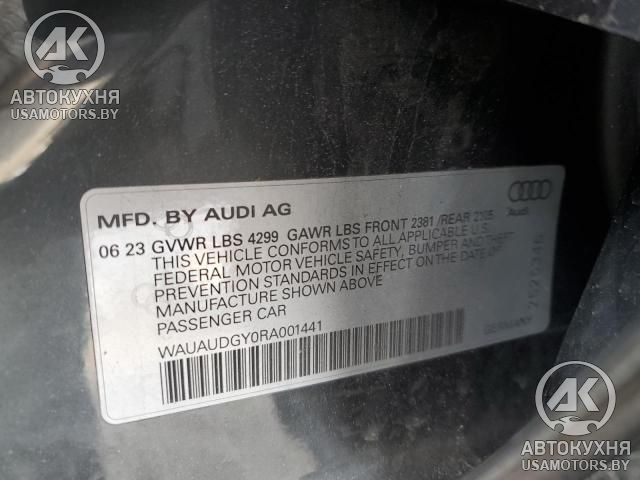 AK
АВТОКУХНЯ
USAMOTORS.BY
MFD. BY AUDI AG
Audi
06 23 GVWR LBS 4299 GAWR LBS FRONT 2381 /REAR 2105
THIS VEHICLE CONFORMS TO ALL APPLICABLE U.S.
FEDERAL MOTOR VEHICLE SAFETY, BUMPER AND THEFT
PREVENTION STANDARDS IN EFFECT ON THE DATE OF
MANUFACTURE SHOWN ABOVE
PASSENGER CAR
WAUAUDGY0RA001441
GERMANY
AK
АВТОКУХНЯ
USAMOTORS.BY